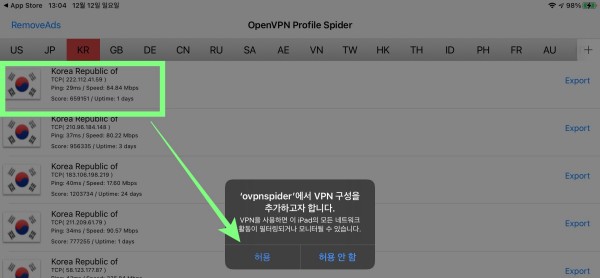 App Store 13:04 12월 12일 일요일
98%
RemoveAds
OpenVPN Profile Spider
US JP KR GB DE CN RU SA AE VN TW HK TH ID PH FR AU +
Korea Republic of
TCP( 222.112.41.59 )
Ping: 29ms / Speed: 84.84 Mbps
Score: 659151 / Uptime: 1 days
Export
Korea Republic of
TCP( 210.96.184.146 )
Ping: 37ms / Speed: 80.22 Mbps
Score: 956335 / Uptime: 3 days
Export
Korea Republic of
TCP( 183.106.198.219 )
Ping: 40ms / Speed: 17.60 Mbps
Score: 1203734 / Uptime: 24 days
Export
Korea Republic of
TCP( 211.209.61.79 )
Ping: 34ms / Speed: 90.57 Mbps
Score: 777255 / Uptime: 1 days
Export
Korea Republic of
TCP( 58.123.177.87 )
Export
‘ovpnspider’에서 VPN 구성을
추가하고자 합니다.
VPN을 사용하면 이 iPad의 모든 네트워크
활동이 필터링되거나 모니터될 수 있습니다.
허용 허용 안 함